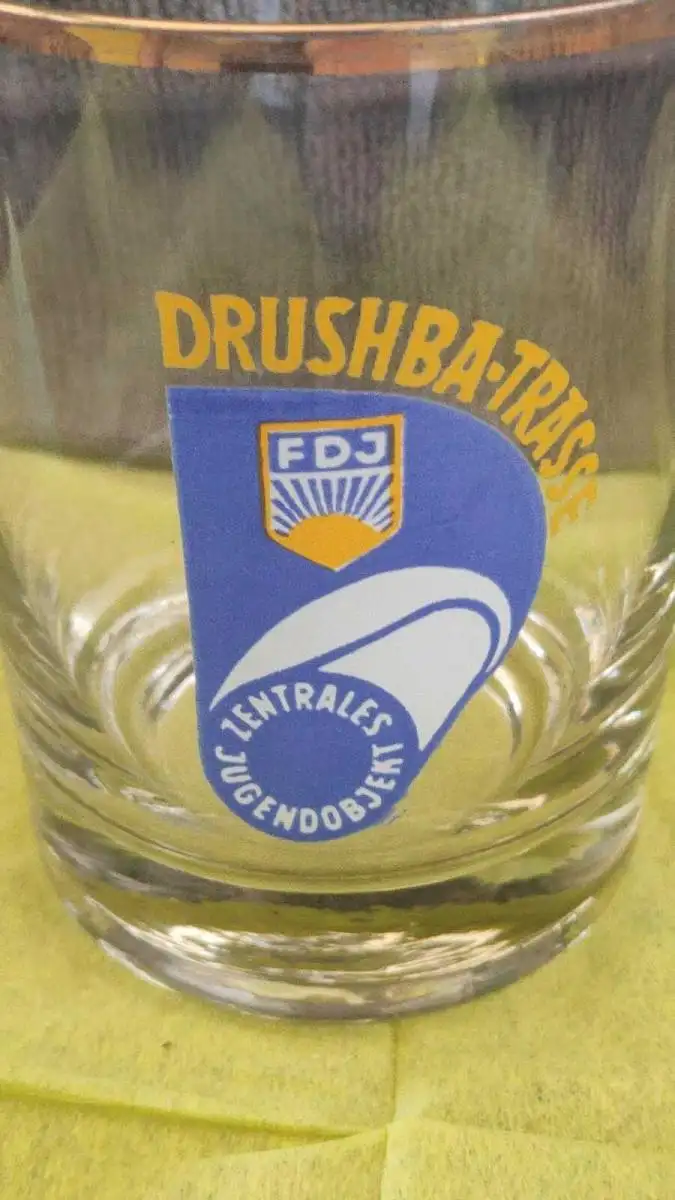 DRUSHBA-TRASSE
FDJ
ZENTRALES
JUGENDOBJEKT